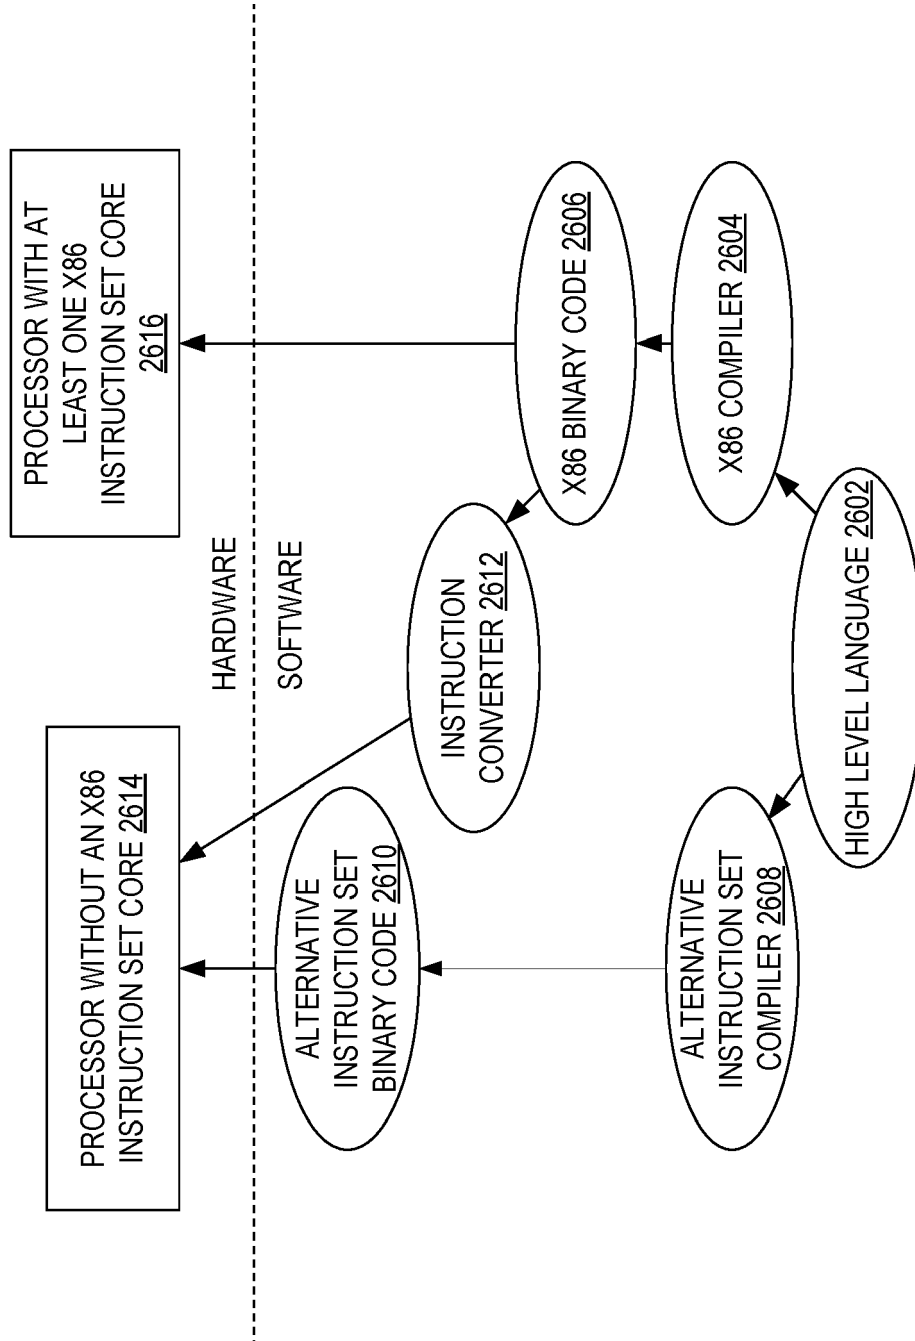 PROCESSOR WITHOUT AN X86
INSTRUCTION SET CORE 2614
PROCESSOR WITH AT
LEAST ONE X86
INSTRUCTION SET CORE
2616
HARDWARE
SOFTWARE
ALTERNATIVE
INSTRUCTION SET
BINARY CODE 2610
INSTRUCTION
CONVERTER 2612
X86 BINARY CODE 2606
ALTERNATIVE
INSTRUCTION SET
COMPILER 2608
X86 COMPILER 2604
HIGH LEVEL LANGUAGE 2602